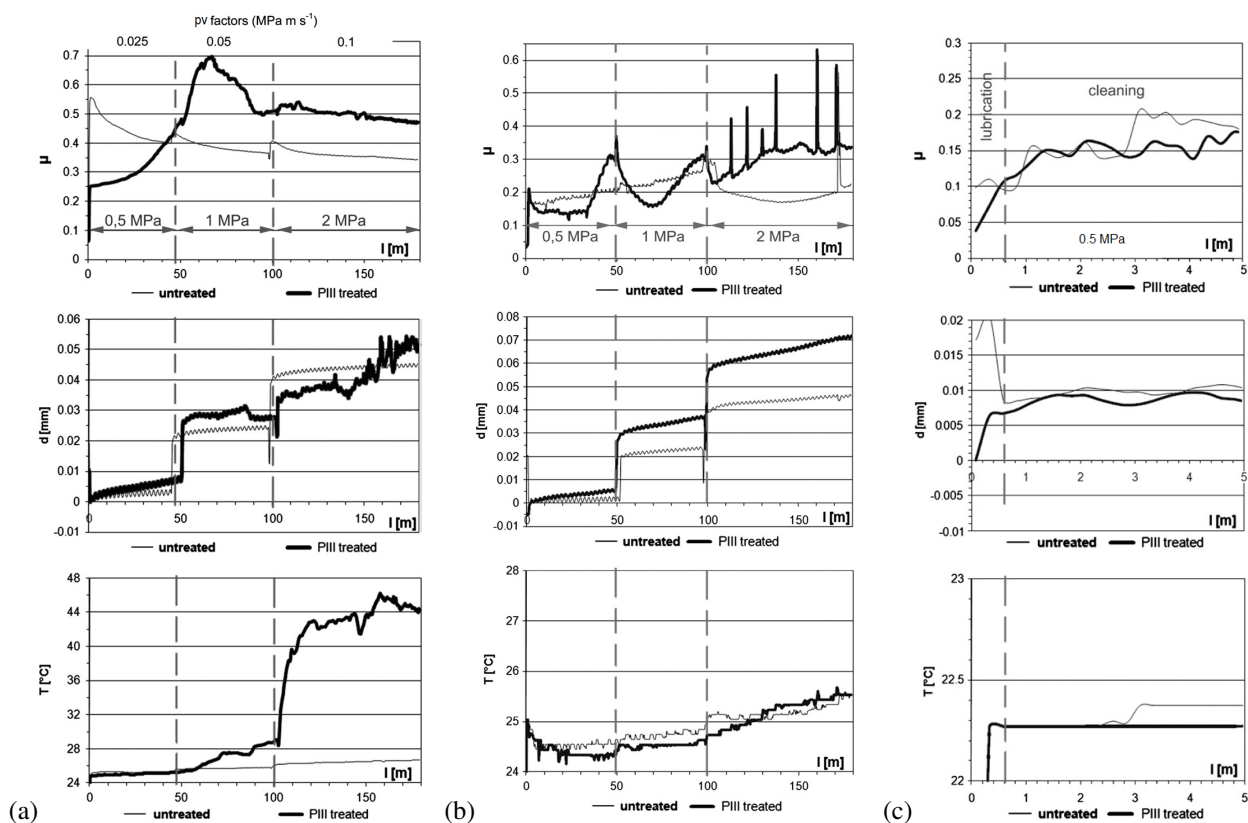 pv factors (MPa m s⁻¹)
0.025 0.05 0.1
0.7
0.6
0.5
0.4
0.3
0.2
0.1
0
µ
0,5 MPa 1 MPa 2 MPa
l [m]
0 50 100 150
untreated PIII treated
0.06
0.05
0.04
0.03
0.02
0.01
0
-0.01
d [mm]
l [m]
0 50 100 150
untreated PIII treated
48
44
40
36
32
28
24
T [°C]
l [m]
0 50 100 150
untreated PIII treated
(a)
0.6
0.5
0.4
0.3
0.2
0.1
0
µ
0,5 MPa 1 MPa 2 MPa
l [m]
0 50 100 150
untreated PIII treated
0.08
0.07
0.06
0.05
0.04
0.03
0.02
0.01
0
-0.01
d [mm]
l [m]
0 50 100 150
untreated PIII treated
28
27
26
25
24
T [°C]
l [m]
0 50 100 150
untreated PIII treated
(b)
0.3
0.25
0.2
0.15
0.1
0.05
0
µ
lubrication
cleaning
0.5 MPa
l [m]
0 1 2 3 4 5
untreated PIII treated
0.02
0.015
0.01
0.005
0
-0.005
-0.01
d [mm]
0 1 2 3 4 5
l [m]
untreated PIII treated
23
22.5
22
T [°C]
l [m]
0 1 2 3 4 5
untreated PIII treated
(c)